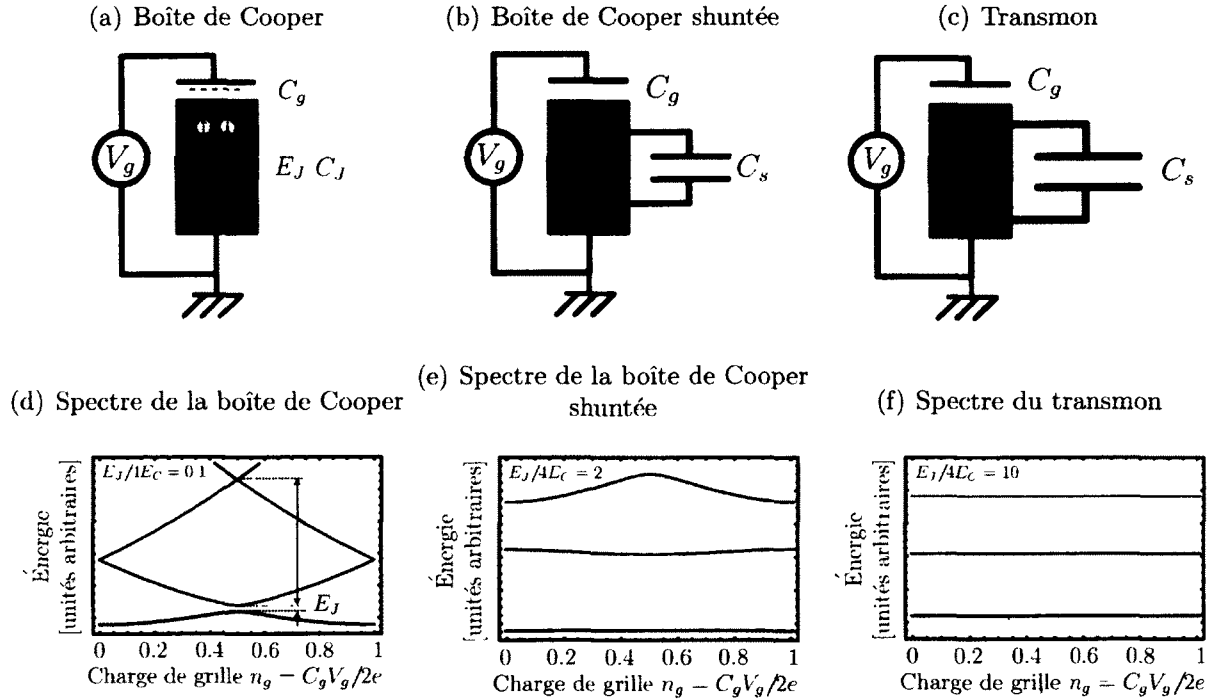 (a) Boîte de Cooper
(b) Boîte de Cooper shuntée
(c) Transmon
C_g
V_g
E_J C_J
C_g
V_g
C_s
C_g
V_g
C_s
(d) Spectre de la boîte de Cooper
(e) Spectre de la boîte de Cooper
shuntée
(f) Spectre du transmon
Énergie
[unités arbitraires]
E_J/1E_C = 0 1
E_J
0 0.2 0.4 0.6 0.8 1
Charge de grille n_g − C_gV_g/2e
Énergie
[unités arbitraires]
E_J/4E_C = 2
0 0.2 0.4 0.6 0.8 1
Charge de grille n_g − C_gV_g/2e
Énergie
[unités arbitraires]
E_J/4E_C = 10
0 0.2 0.4 0.6 0.8 1
Charge de grille n_g = C_gV_g/2e